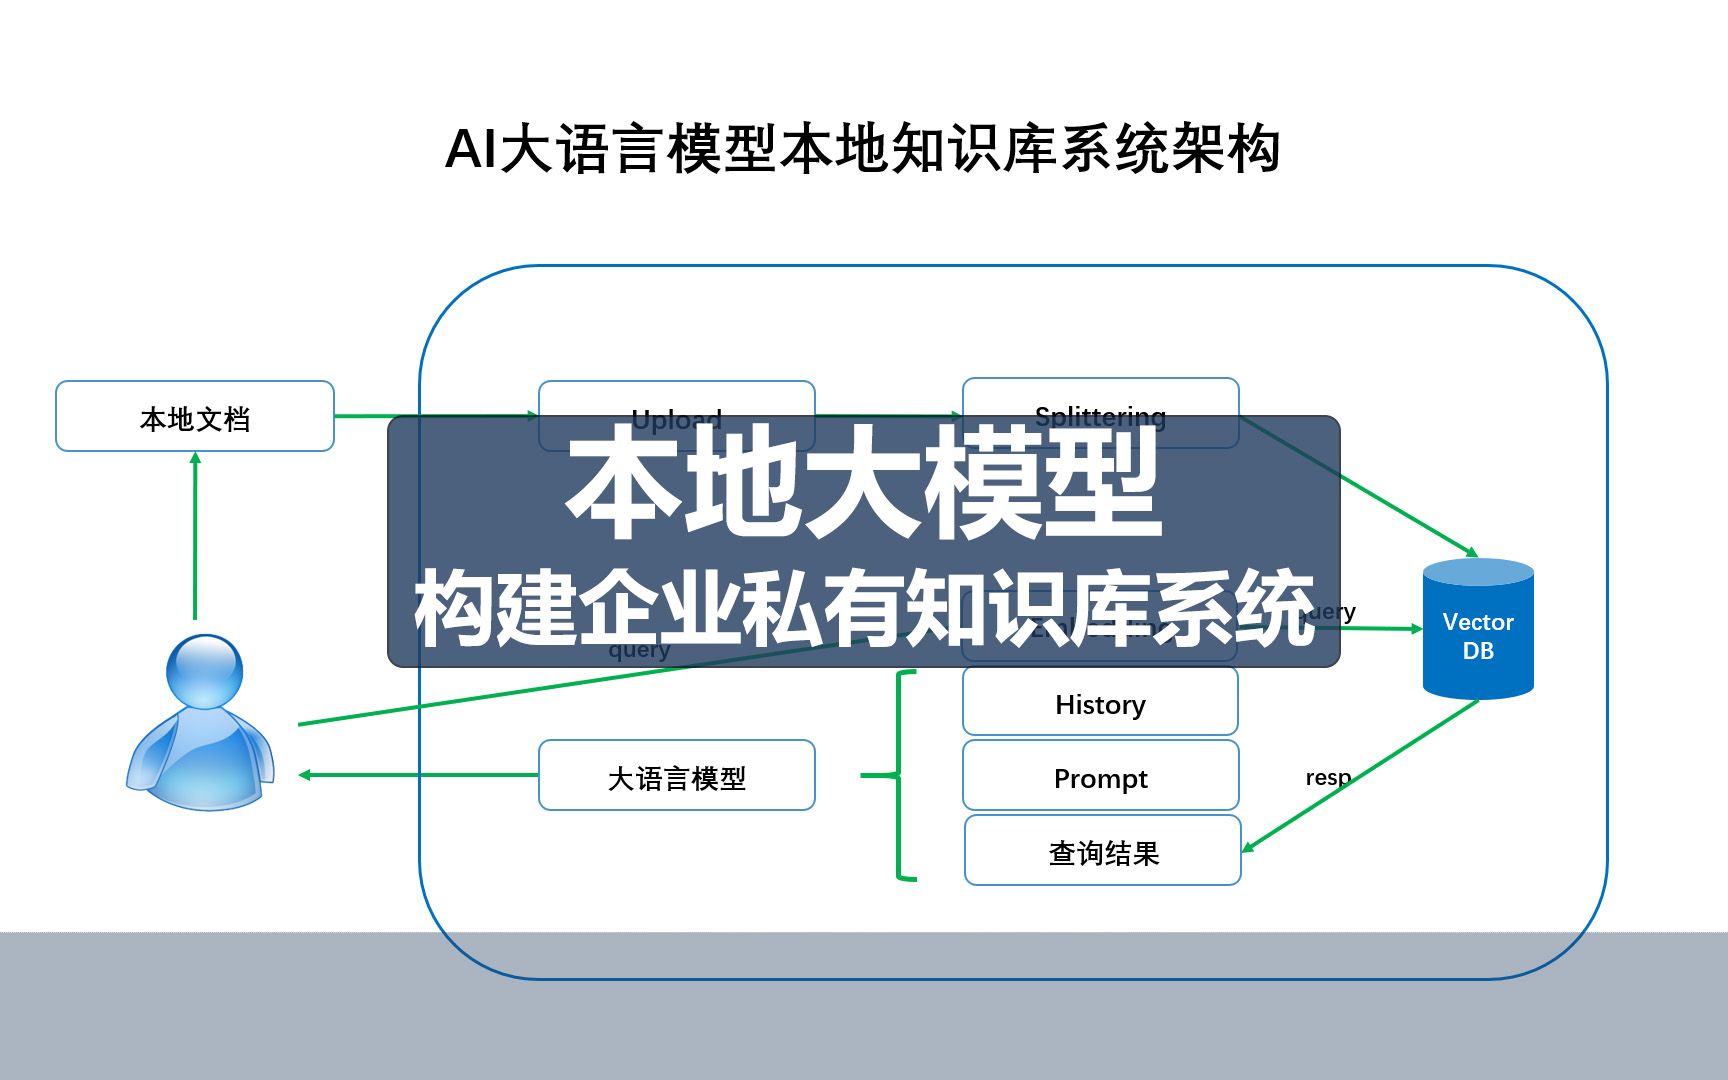 AI大语言模型本地知识库系统架构
本地文档
Upload
Splittering
本地大模型
构建企业私有知识库系统
Embedding
query
query
Vector
DB
History
大语言模型
Prompt
resp
查询结果